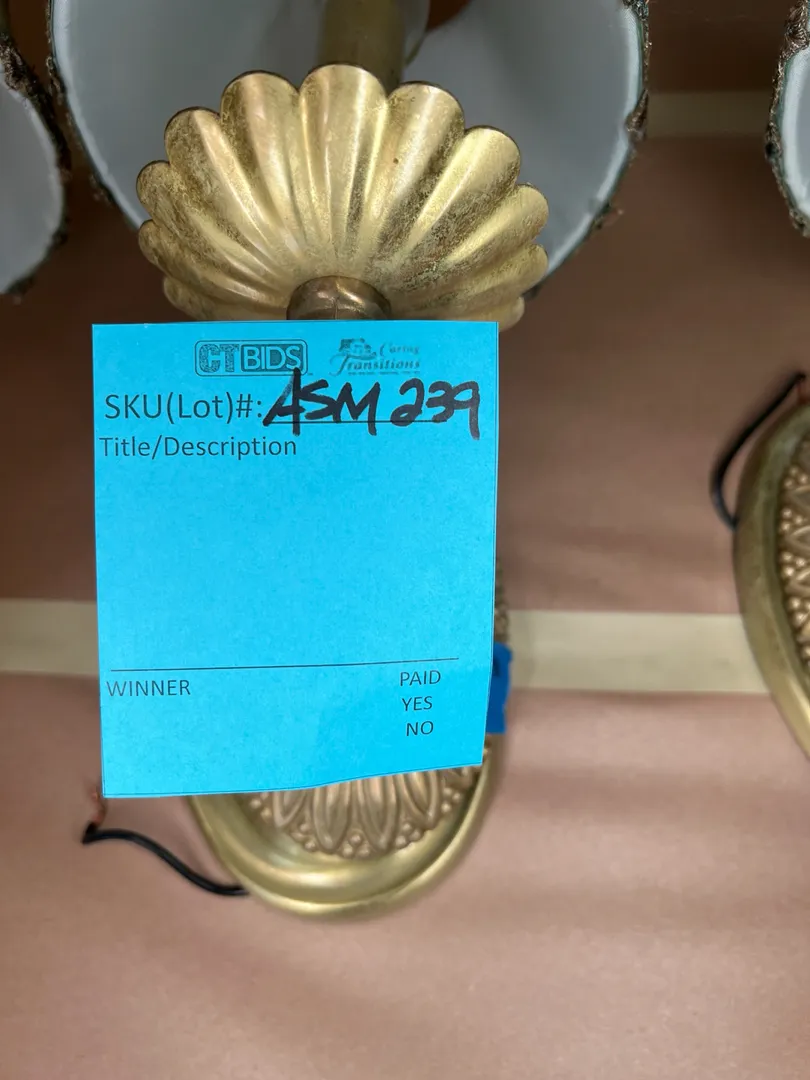 CTBIDS Caring Transitions
SKU(Lot)#: ASM 239
Title/Description
WINNER PAID
YES
NO